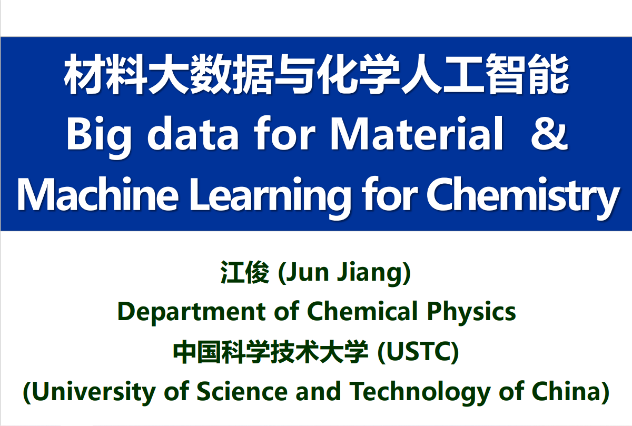 材料大数据与化学人工智能
Big data for Material &
Machine Learning for Chemistry
江俊 (Jun Jiang)
Department of Chemical Physics
中国科学技术大学 (USTC)
(University of Science and Technology of China)